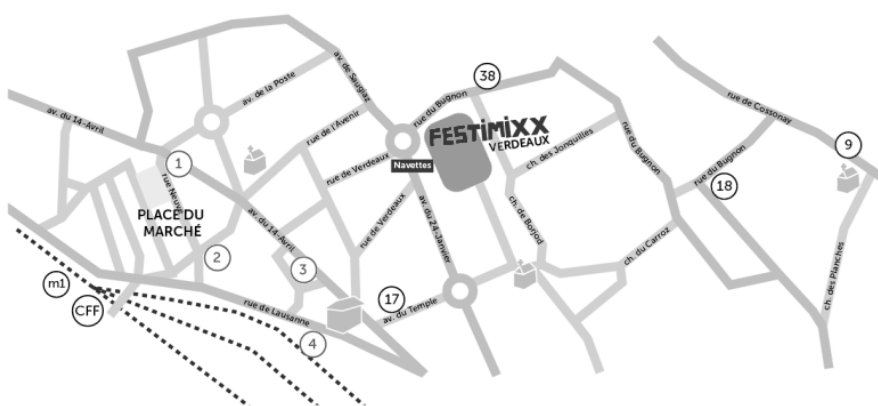 av. du 14-Avril
av. de la Poste
av. de Sauglaz
rue de l'Avenir
rue du Bugnon
38
FESTIMIXX
VERDEAUX
Navettes
rue de Verdeaux
rue de Verdeaux
ch. des Jonquilles
rue du Bugnon
rue de Cossonay
9
rue du Bugnon
18
1
rue Neuve
PLACE DU
MARCHÉ
av. du 14-Avril
2
3
av. du 24-Janvier
ch. de Borjod
ch. du Carroz
ch. des Planches
m1
CFF
17
av. du Temple
rue de Lausanne
4